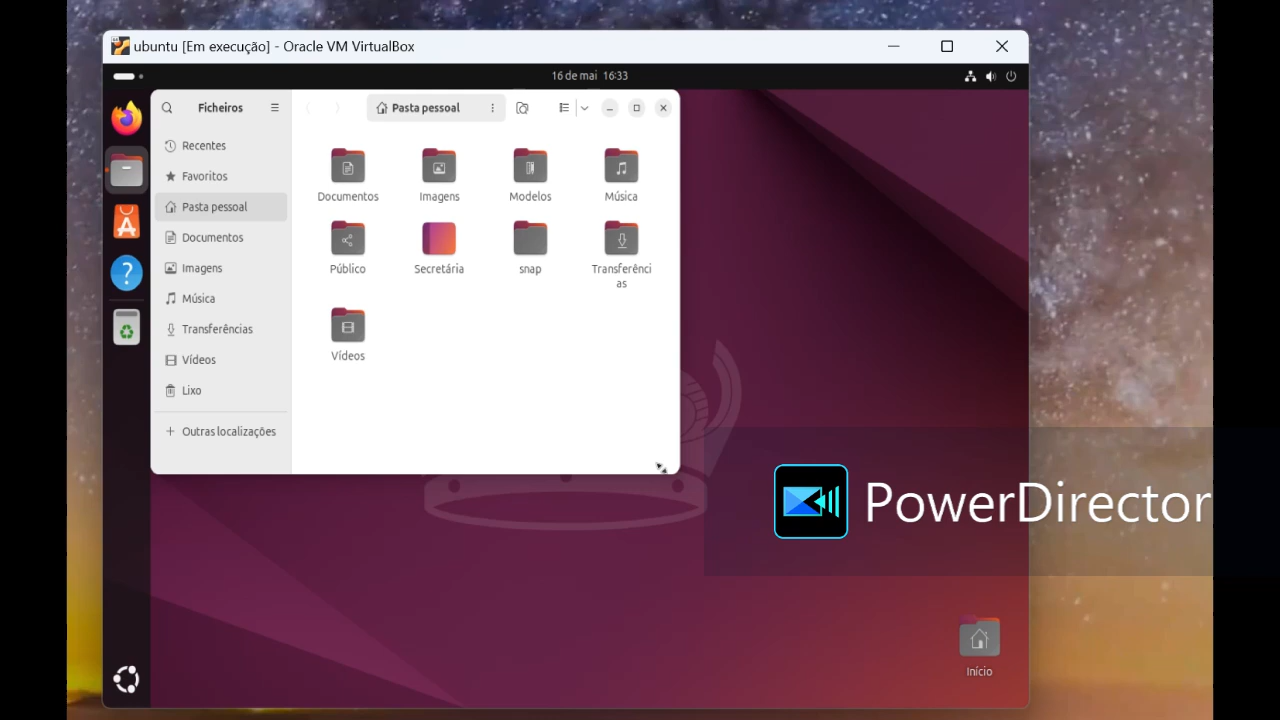 ubuntu [Em execução] - Oracle VM VirtualBox
16 de mai 16:33
Ficheiros
Pasta pessoal
Recentes
Favoritos
Pasta pessoal
Documentos
Imagens
Música
Transferências
Vídeos
Lixo
Outras localizações
Documentos
Imagens
Modelos
Música
Público
Secretária
snap
Transferênci
as
Vídeos
PowerDirector
Início